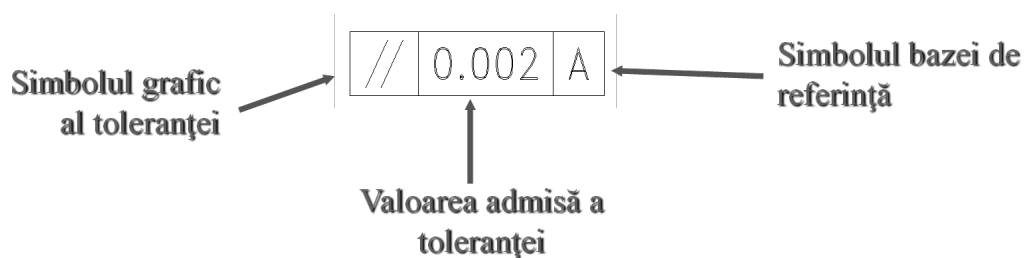 // 0.002 A
Simbolul grafic
al toleranţei
Simbolul bazei de
referinţă
Valoarea admisă a
toleranţei